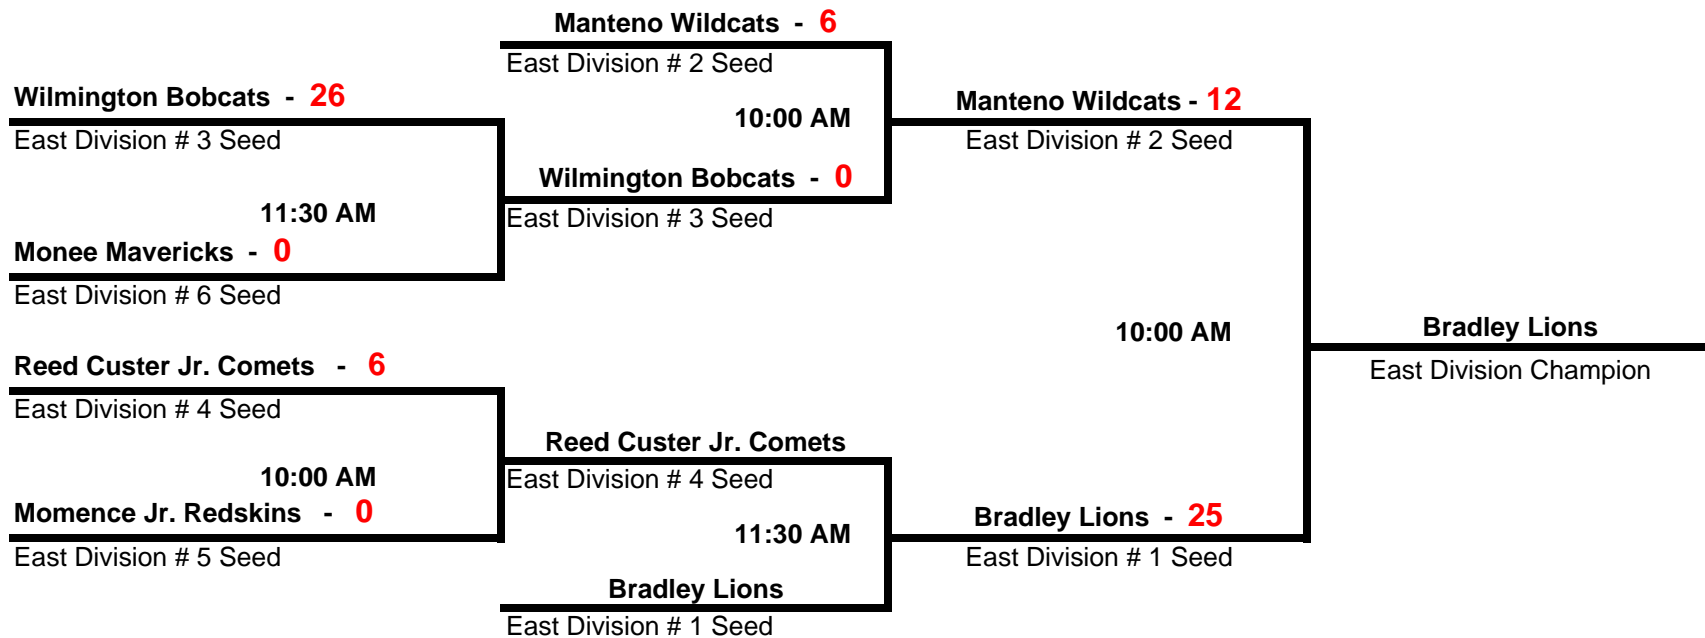 Manteno Wildcats - 6
East Division # 2 Seed
Wilmington Bobcats - 26
East Division # 3 Seed
10:00 AM
Manteno Wildcats - 12
East Division # 2 Seed
Wilmington Bobcats - 0
East Division # 3 Seed
11:30 AM
Monee Mavericks - 0
East Division # 6 Seed
10:00 AM
Bradley Lions
East Division Champion
Reed Custer Jr. Comets - 6
East Division # 4 Seed
Reed Custer Jr. Comets
East Division # 4 Seed
10:00 AM
Momence Jr. Redskins - 0
East Division # 5 Seed
11:30 AM
Bradley Lions - 25
East Division # 1 Seed
Bradley Lions
East Division # 1 Seed